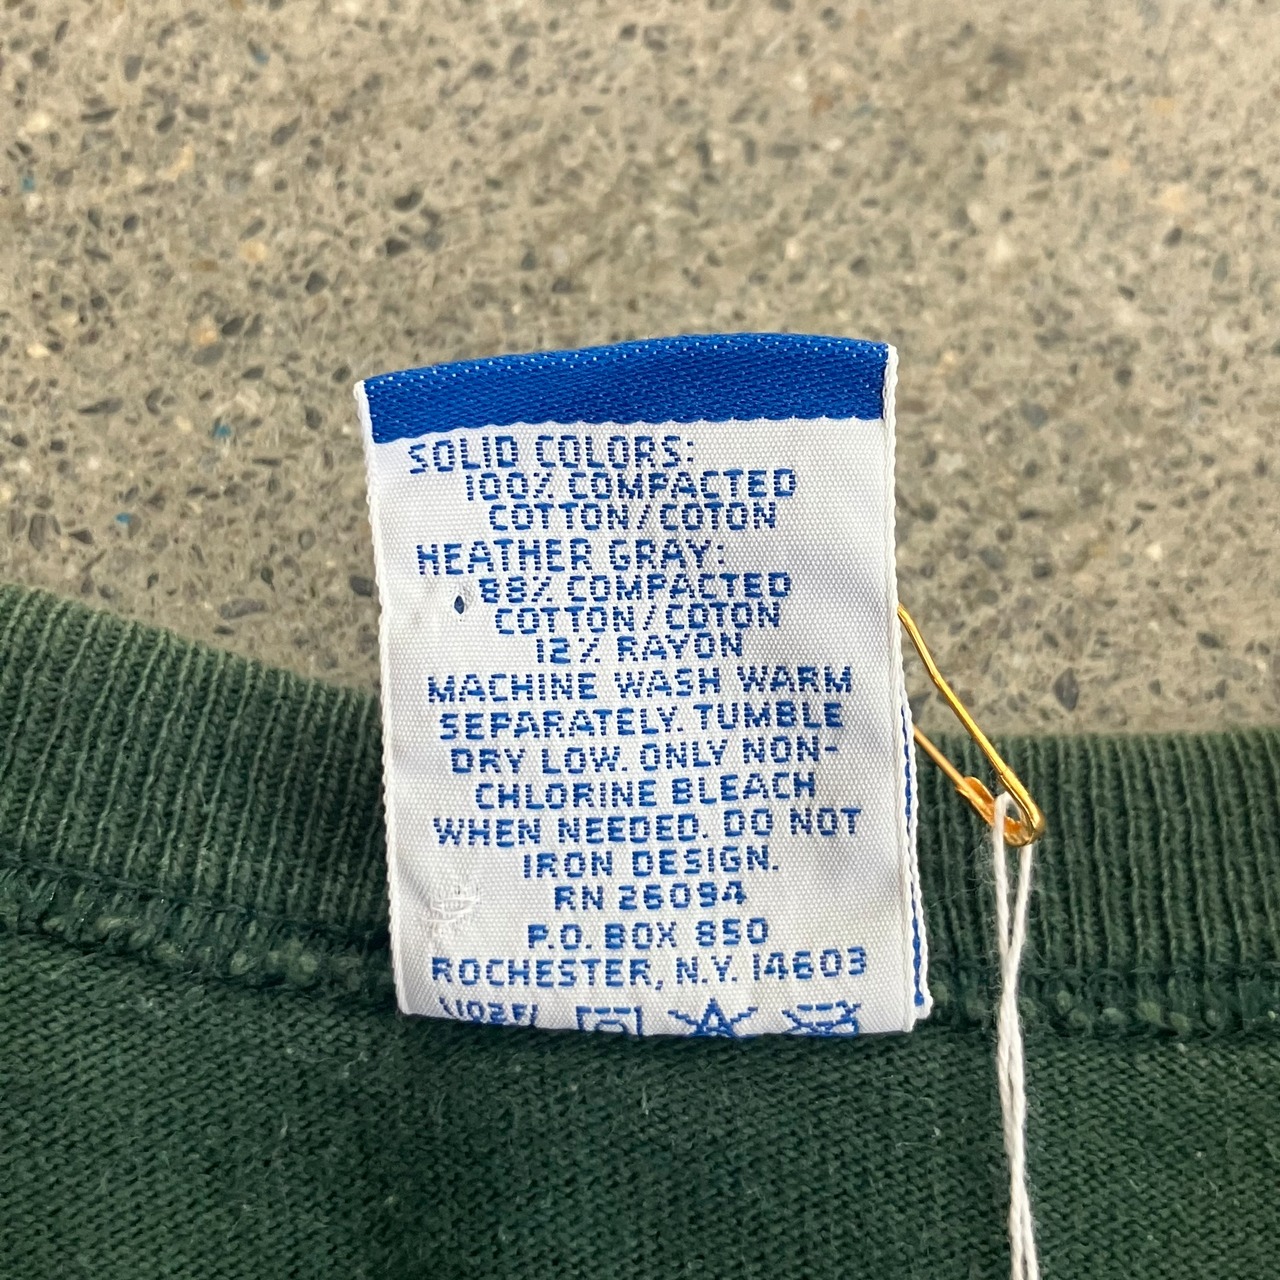 SOLID COLORS:
100% COMPACTED
COTTON/COTON
HEATHER GRAY:
88% COMPACTED
COTTON/COTON
12% RAYON
MACHINE WASH WARM
SEPARATELY. TUMBLE
DRY LOW. ONLY NON-
CHLORINE BLEACH
WHEN NEEDED. DO NOT
IRON DESIGN.
RN 26094
P.O. BOX 850
ROCHESTER, N.Y. 14603